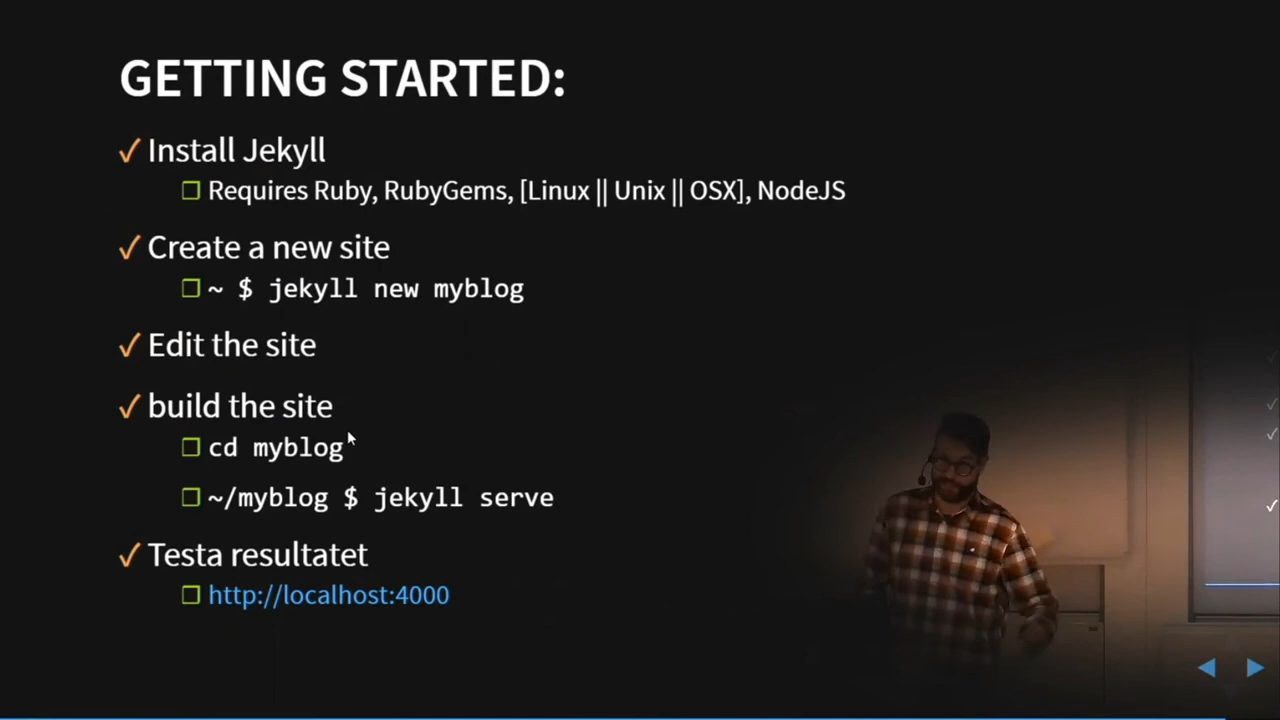 GETTING STARTED:
Install Jekyll
Requires Ruby, RubyGems, [Linux || Unix || OSX], NodeJS
Create a new site
~ $ jekyll new myblog
Edit the site
build the site
cd myblog
~/myblog $ jekyll serve
Testa resultatet
http://localhost:4000